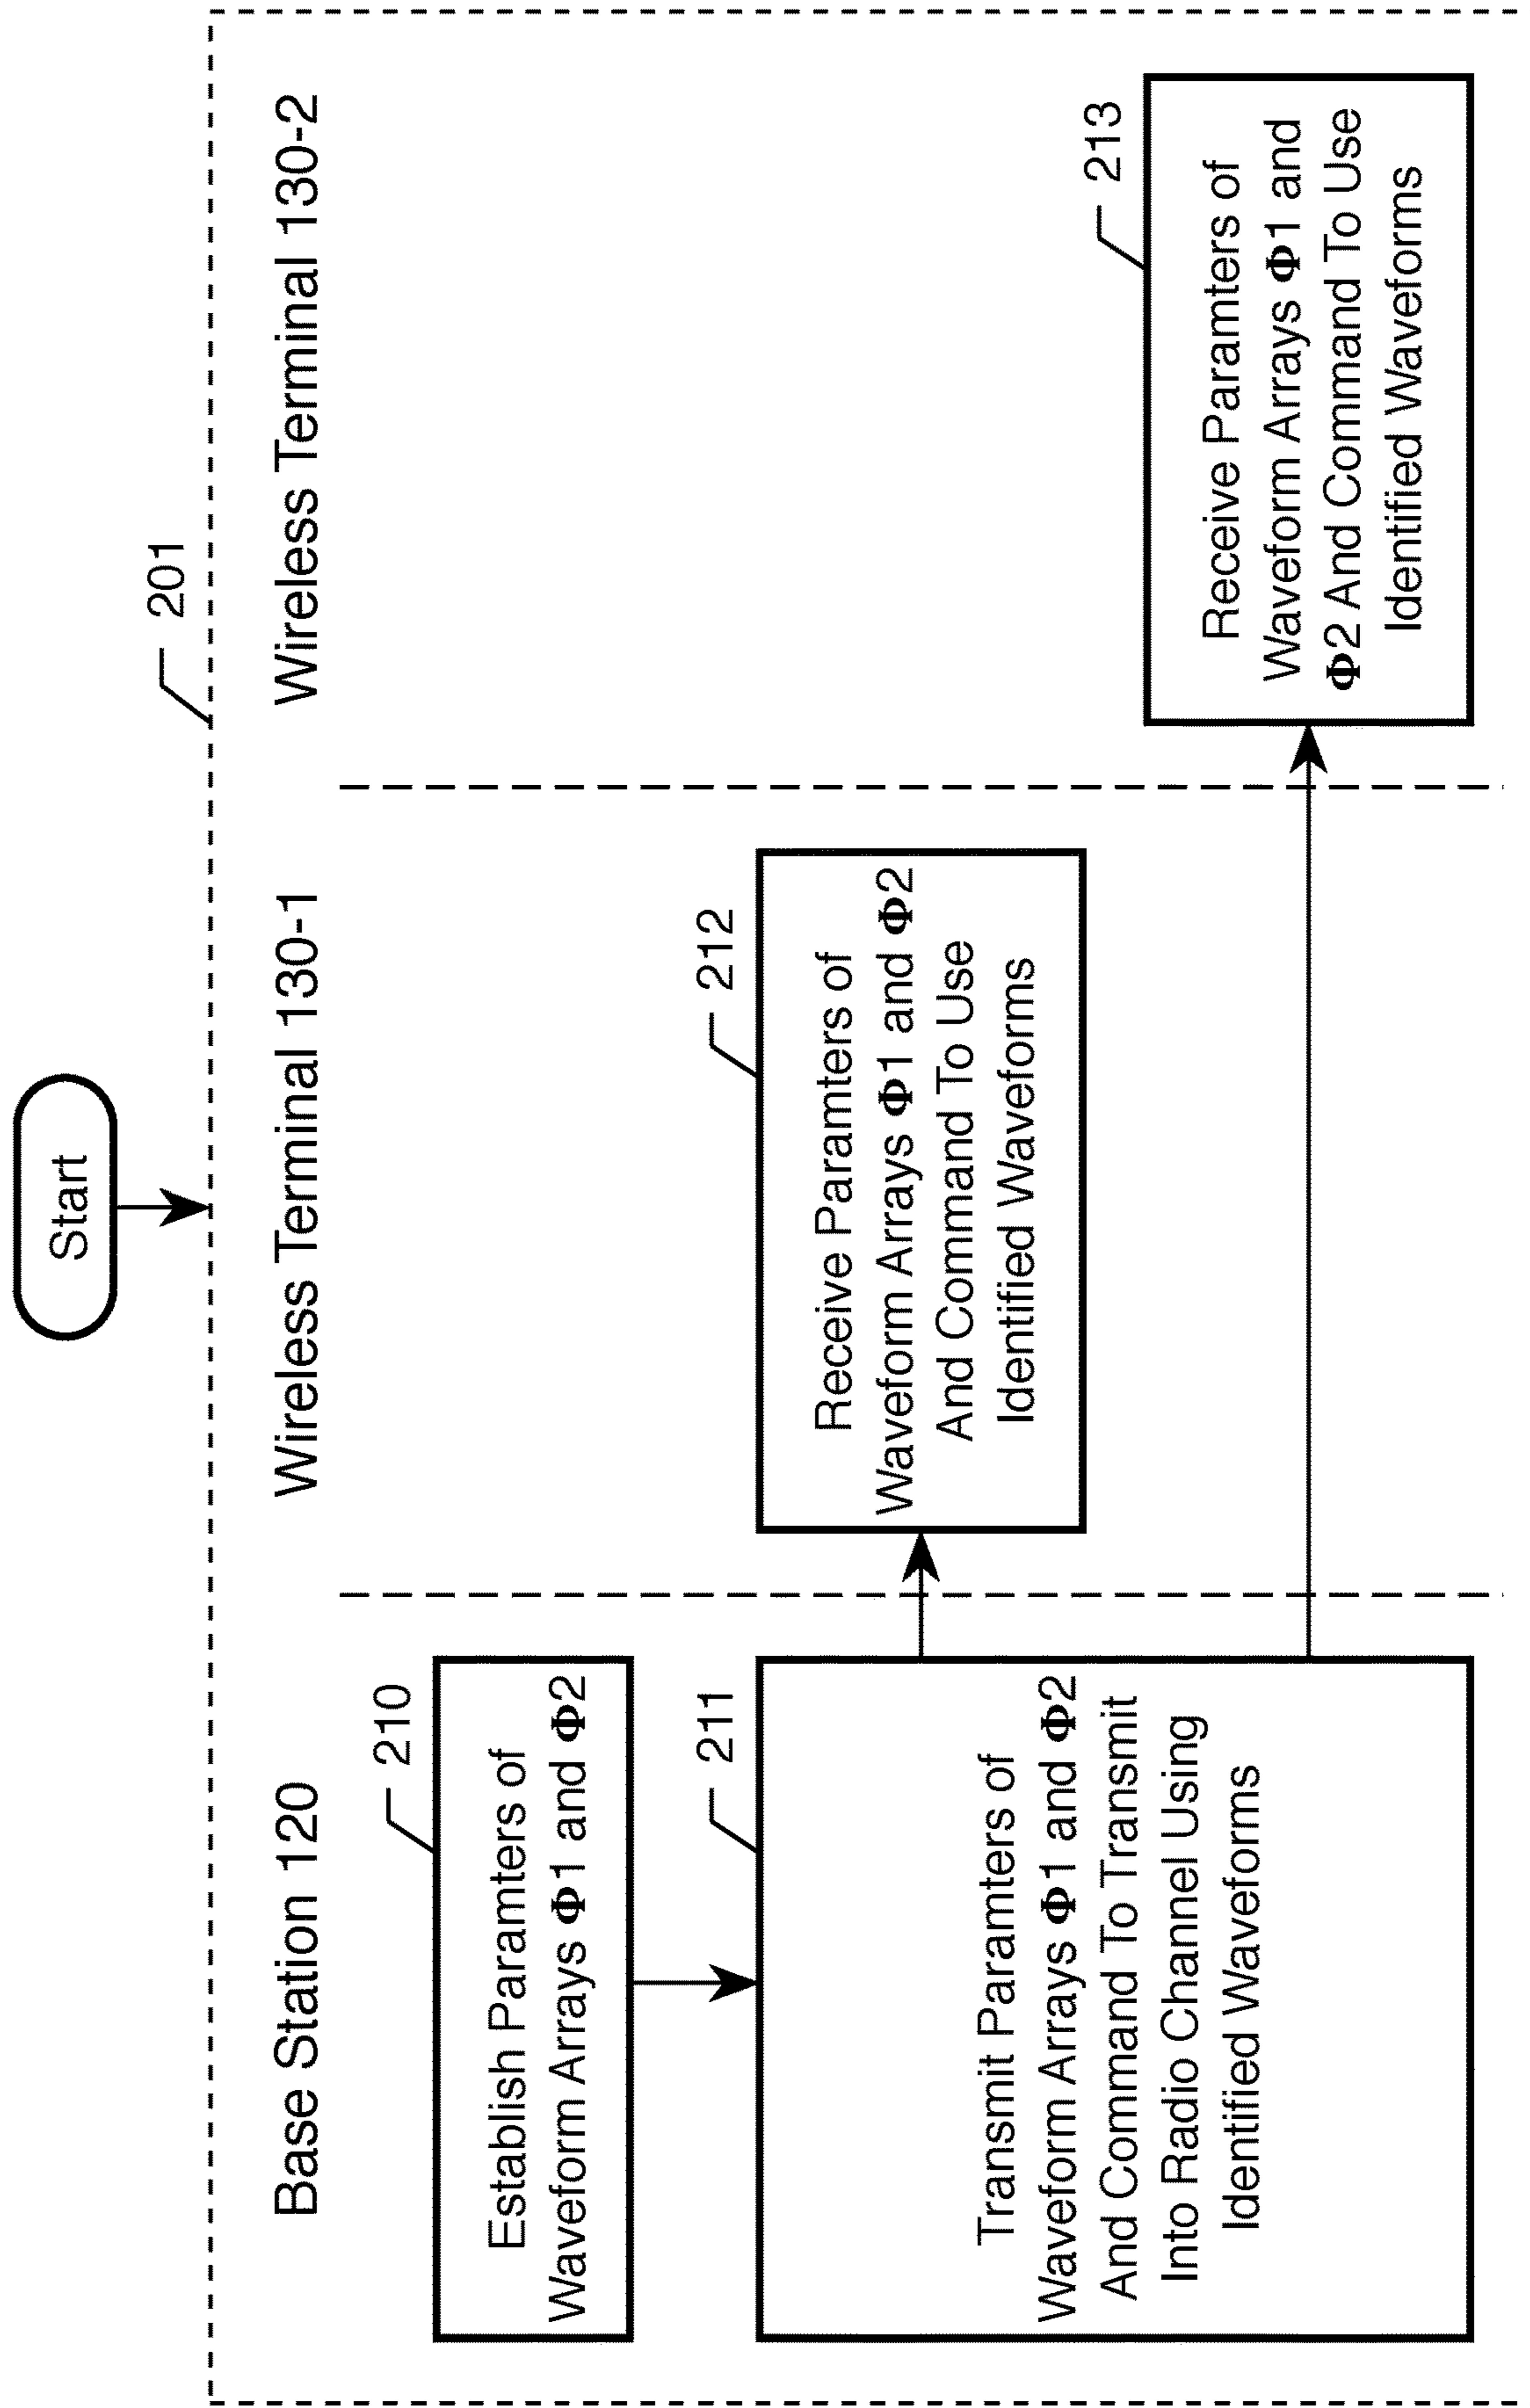 Start
201
Base Station 120
Wireless Terminal 130-1
Wireless Terminal 130-2
210
Establish Paramters of
Waveform Arrays Φ1 and Φ2
211
Transmit Paramters of
Waveform Arrays Φ1 and Φ2
And Command To Transmit
Into Radio Channel Using
Identified Waveforms
212
Receive Paramters of
Waveform Arrays Φ1 and Φ2
And Command To Use
Identified Waveforms
213
Receive Paramters of
Waveform Arrays Φ1 and
Φ2 And Command To Use
Identified Waveforms